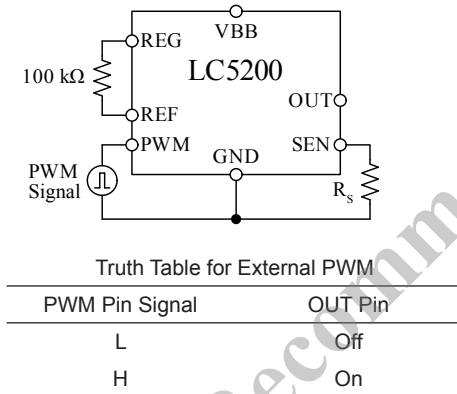 REG
VBB
LC5200
100 kΩ
OUT
REF
PWM
GND
SEN
PWM
Signal
R_S
Truth Table for External PWM
PWM Pin Signal OUT Pin
L Off
H On